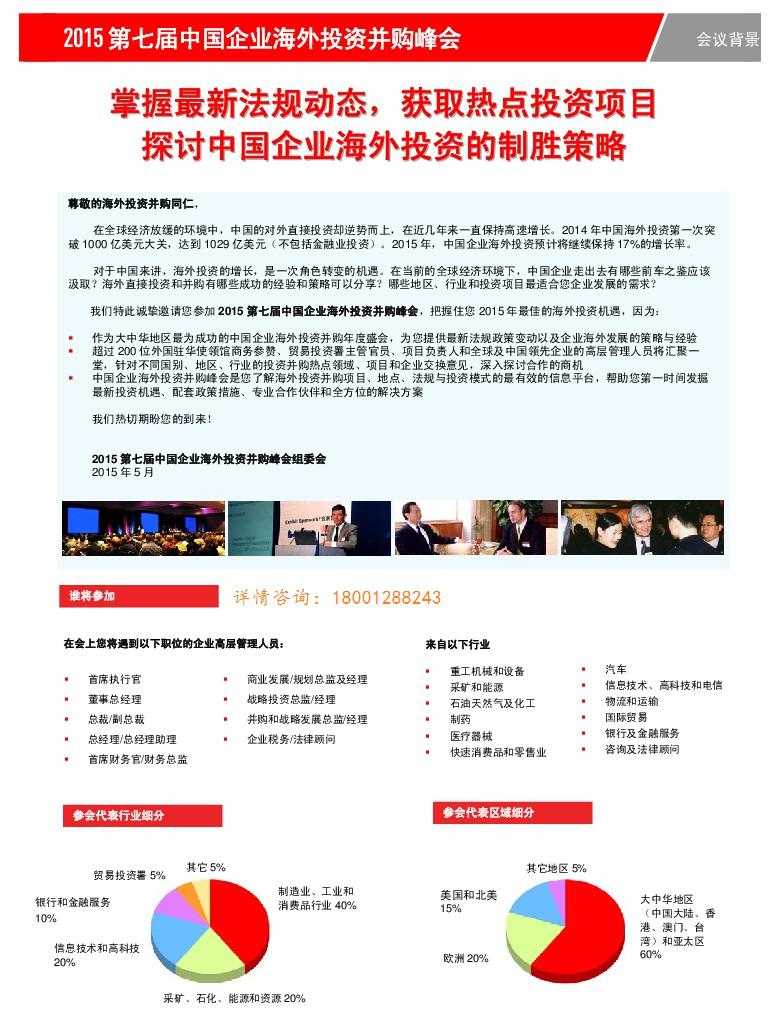 2015 第七届中国企业海外投资并购峰会
会议背景
掌握最新法规动态，获取热点投资项目
探讨中国企业海外投资的制胜策略
尊敬的海外投资并购同仁，
在全球经济放缓的环境中，中国的对外直接投资却逆势而上，在近几年来一直保持高速增长。2014 年中国海外投资第一次突
破 1000 亿美元大关，达到 1029 亿美元（不包括金融业投资）。2015 年，中国企业海外投资预计将继续保持 17%的增长率。
对于中国来讲，海外投资的增长，是一次角色转变的机遇。在当前的全球经济环境下，中国企业走出去有哪些前车之鉴应该
汲取？海外直接投资和并购有哪些成功的经验和策略可以分享？哪些地区、行业和投资项目最适合您企业发展的需求？
我们特此诚挚邀请您参加 2015 第七届中国企业海外投资并购峰会，把握住您 2015 年最佳的海外投资机遇，因为：
作为大中华地区最为成功的中国企业海外投资并购年度盛会，为您提供最新法规政策变动以及企业海外发展的策略与经验
超过 200 位外国驻华使领馆商务参赞、贸易投资署主管官员、项目负责人和全球及中国领先企业的高层管理人员将汇聚一
堂，针对不同国别、地区、行业的投资并购热点领域、项目和企业交换意见，深入探讨合作的商机
中国企业海外投资并购峰会是您了解海外投资并购项目、地点、法规与投资模式的最有效的信息平台，帮助您第一时间发掘
最新投资机遇、配套政策措施、专业合作伙伴和全方位的解决方案
我们热切期盼您的到来！
2015 第七届中国企业海外投资并购峰会组委会
2015 年 5 月
谁将参加
详情咨询：18001288243
在会上您将遇到以下职位的企业高层管理人员：
首席执行官
董事总经理
总裁/副总裁
总经理/总经理助理
首席财务官/财务总监
商业发展/规划总监及经理
战略投资总监/经理
并购和战略发展总监/经理
企业税务/法律顾问
来自以下行业
重工机械和设备
采矿和能源
石油天然气及化工
制药
医疗器械
快速消费品和零售业
汽车
信息技术、高科技和电信
物流和运输
国际贸易
银行及金融服务
咨询及法律顾问
参会代表行业细分
其它 5%
贸易投资署 5%
银行和金融服务
10%
信息技术和高科技
20%
制造业、工业和
消费品行业 40%
采矿、石化、能源和资源 20%
参会代表区域细分
其它地区 5%
美国和北美
15%
欧洲 20%
大中华地区
（中国大陆、香
港、澳门、台
湾）和亚太区
60%